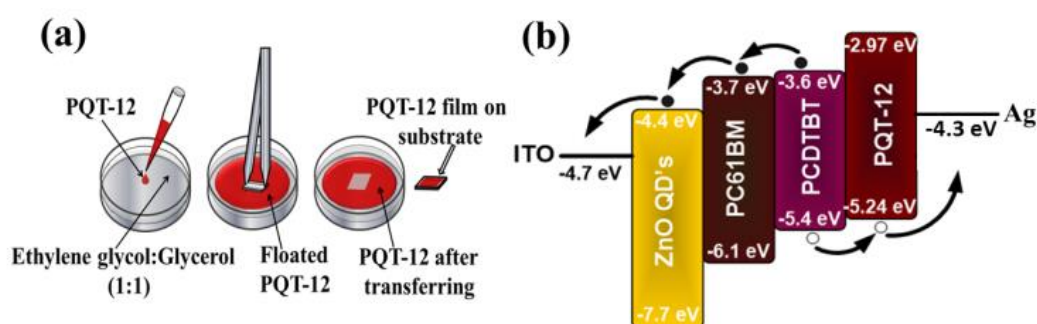 (a)
PQT-12
PQT-12 film on
substrate
Ethylene glycol:Glycerol
(1:1)
Floated
PQT-12
PQT-12 after
transferring
(b)
ITO
-4.7 eV
-4.4 eV
ZnO QD's
-7.7 eV
-3.7 eV
PC61BM
-6.1 eV
-3.6 eV
PCDTBT
-5.4 eV
-2.97 eV
PQT-12
-5.24 eV
Ag
-4.3 eV